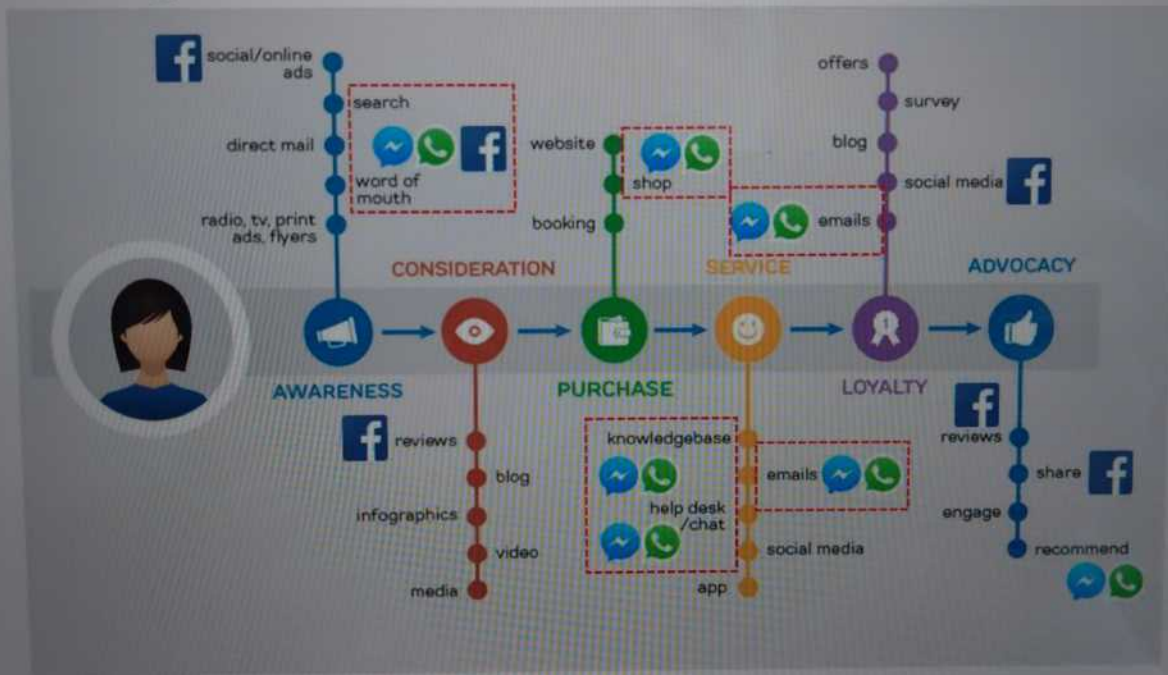 social/online
ads
search
direct mail
word of
mouth
radio, tv, print
ads, flyers
AWARENESS
CONSIDERATION
reviews
blog
infographics
video
media
website
shop
booking
PURCHASE
SERVICE
knowledgebase
emails
help desk
/chat
social media
app
offers
survey
blog
social media
emails
LOYALTY
ADVOCACY
reviews
share
engage
recommend